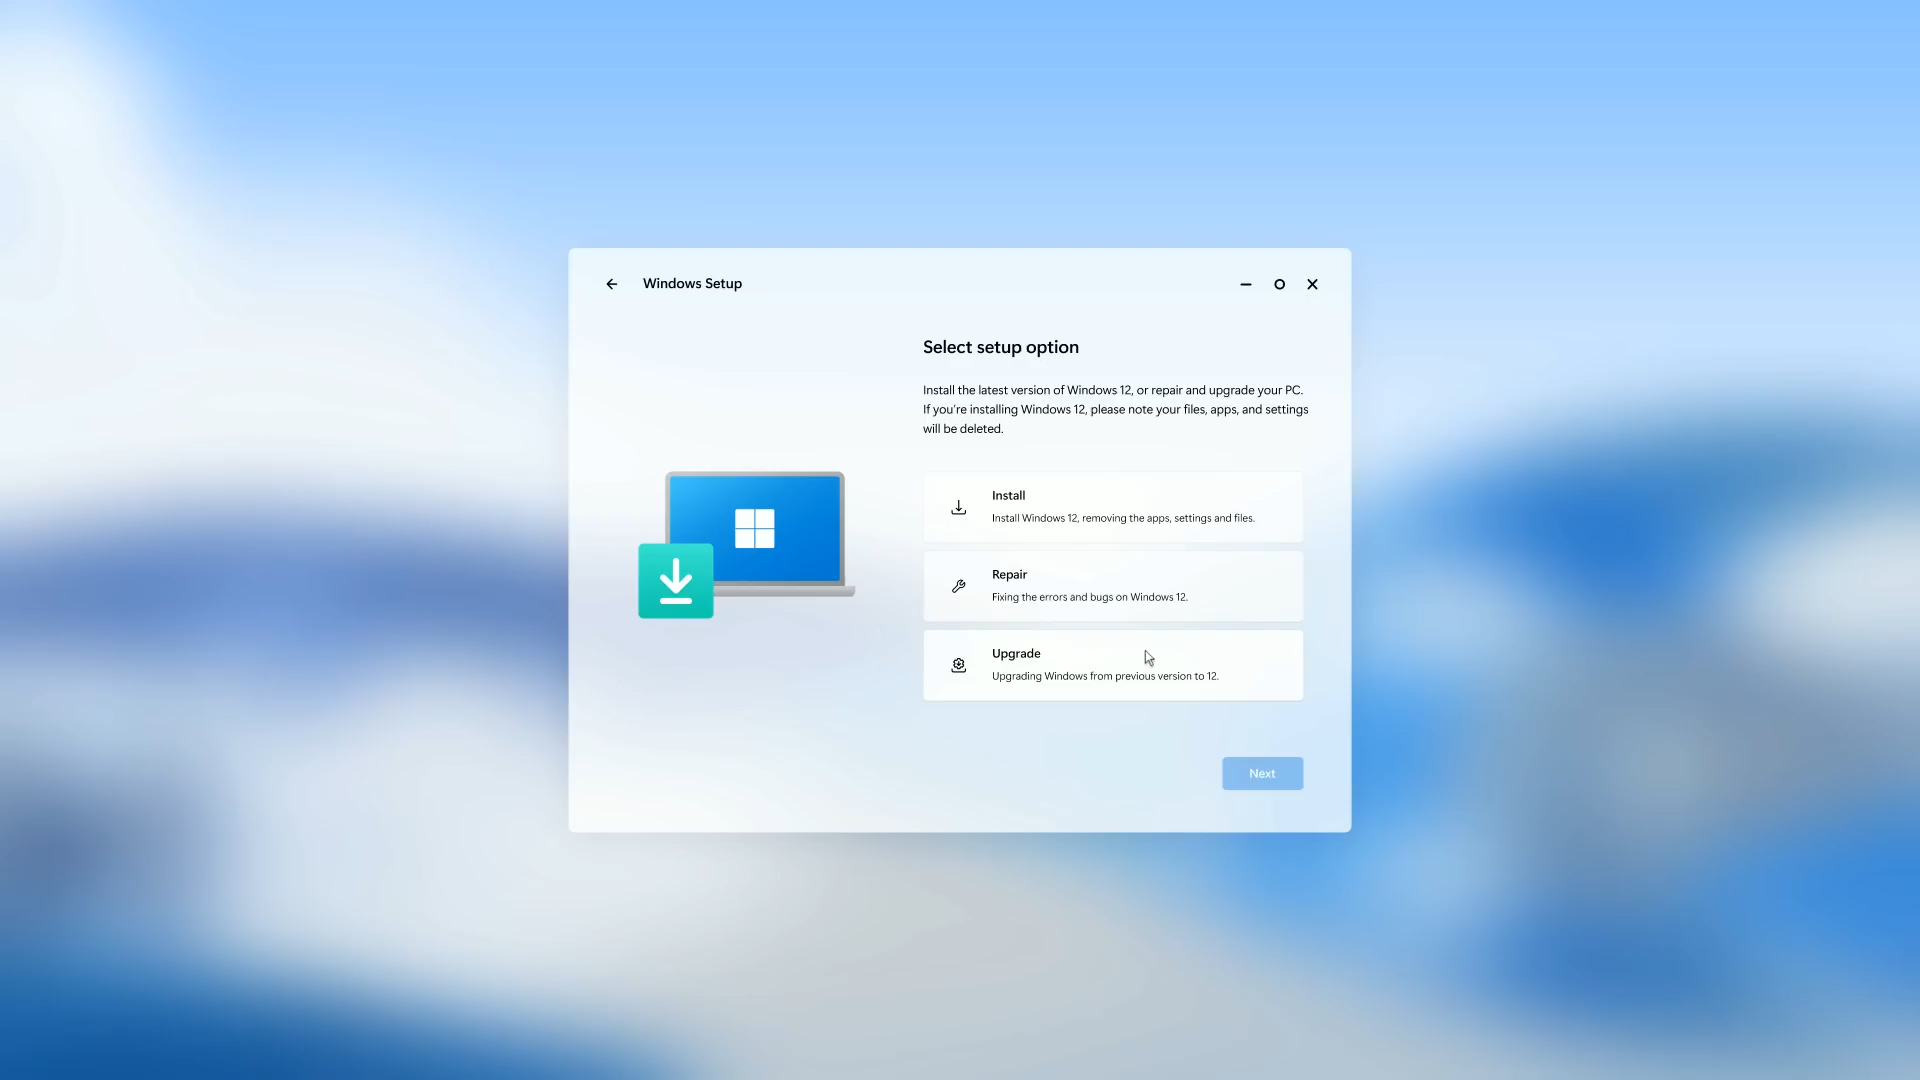 Windows Setup
Select setup option
Install the latest version of Windows 12, or repair and upgrade your PC.
If you're installing Windows 12, please note your files, apps, and settings
will be deleted.
Install
Install Windows 12, removing the apps, settings and files.
Repair
Fixing the errors and bugs on Windows 12.
Upgrade
Upgrading Windows from previous version to 12.
Next